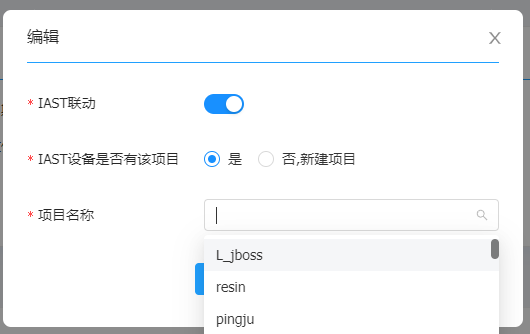 编辑
* IAST联动
* IAST设备是否有该项目 是 否,新建项目
* 项目名称
L_jboss
resin
pingju